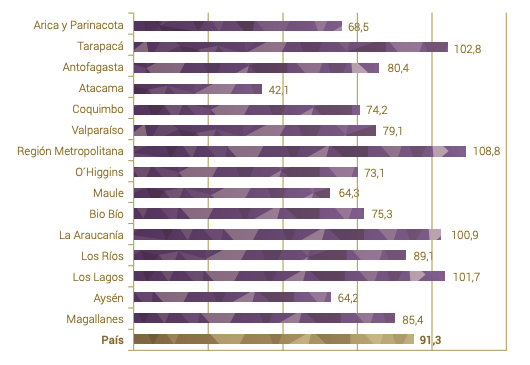 Arica y Parinacota 68,5
Tarapacá 102,8
Antofagasta 80,4
Atacama 42,1
Coquimbo 74,2
Valparaíso 79,1
Región Metropolitana 108,8
O´Higgins 73,1
Maule 64,3
Bio Bío 75,3
La Araucanía 100,9
Los Ríos 89,1
Los Lagos 101,7
Aysén 64,2
Magallanes 85,4
País 91,3